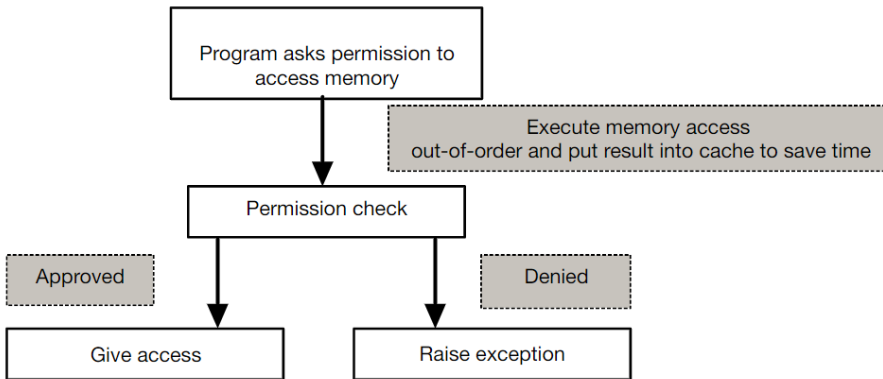 Program asks permission to
access memory
Execute memory access
out-of-order and put result into cache to save time
Permission check
Approved
Denied
Give access
Raise exception